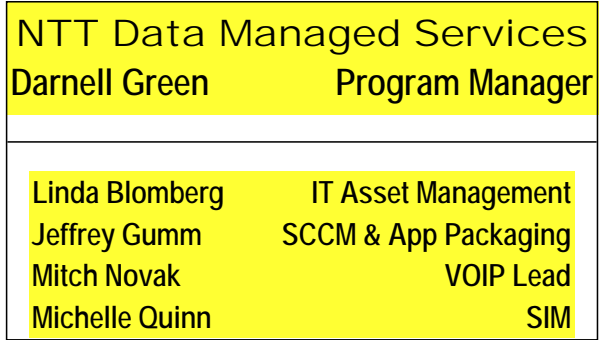 NTT Data Managed Services
Darnell Green Program Manager
Linda Blomberg IT Asset Management
Jeffrey Gumm SCCM & App Packaging
Mitch Novak VOIP Lead
Michelle Quinn SIM